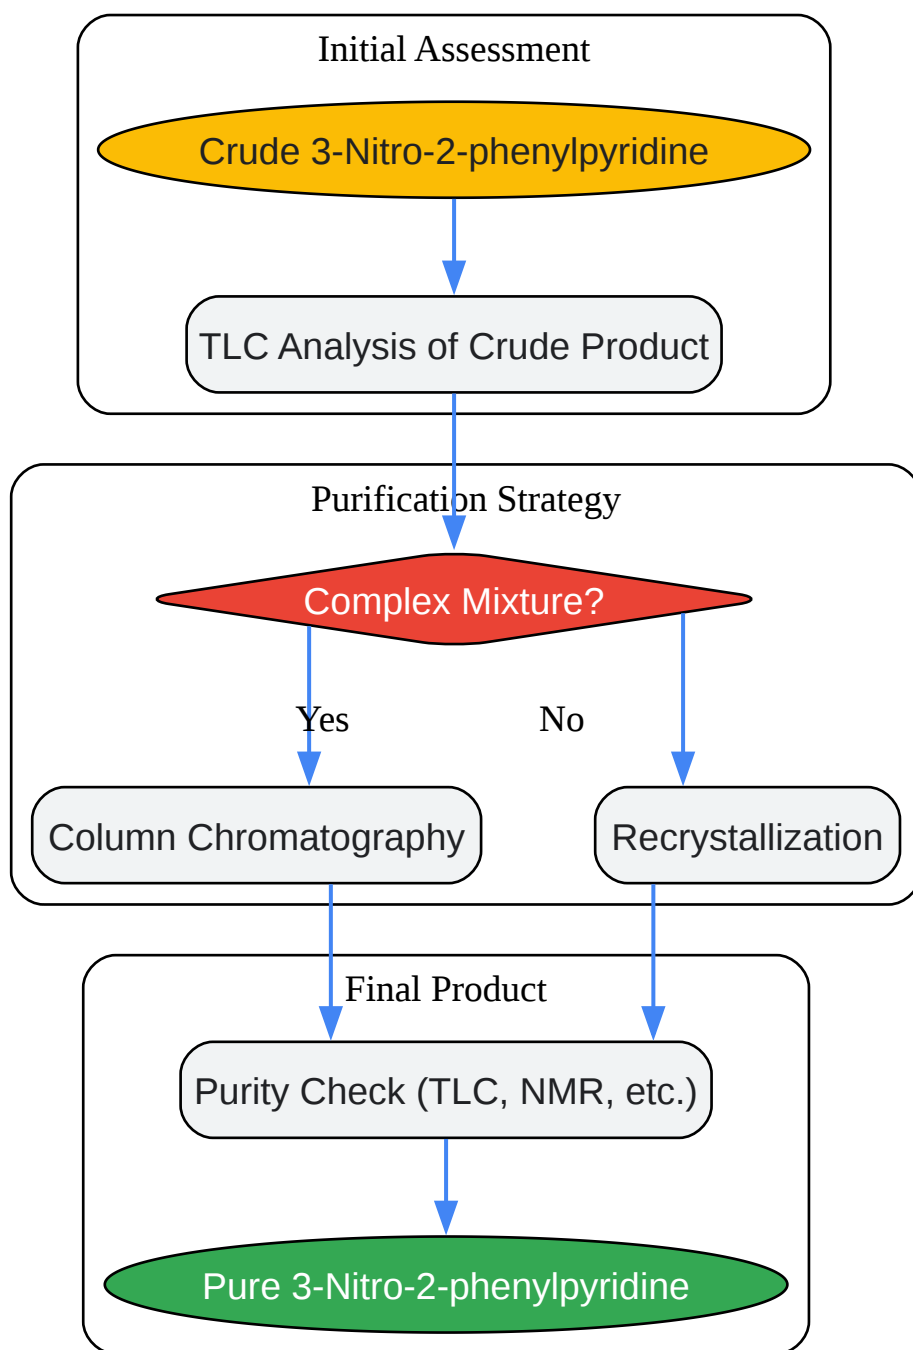 Initial Assessment
Crude 3-Nitro-2-phenylpyridine
TLC Analysis of Crude Product
Purification Strategy
Complex Mixture?
Yes
No
Column Chromatography
Recrystallization
Final Product
Purity Check (TLC, NMR, etc.)
Pure 3-Nitro-2-phenylpyridine